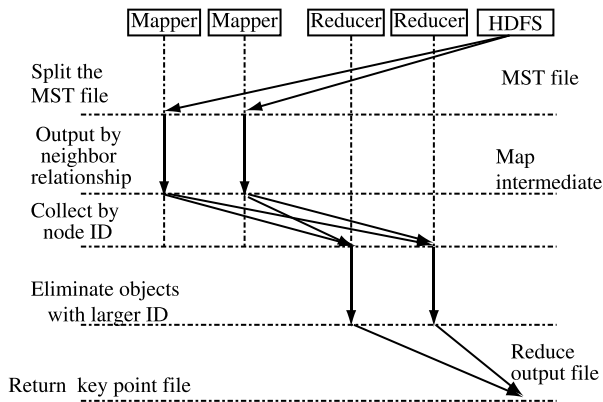 Mapper Mapper Reducer Reducer HDFS
Split the
MST file
MST file
Output by
neighbor
relationship
Map
intermediate
Collect by
node ID
Eliminate objects
with larger ID
Reduce
output file
Return key point file